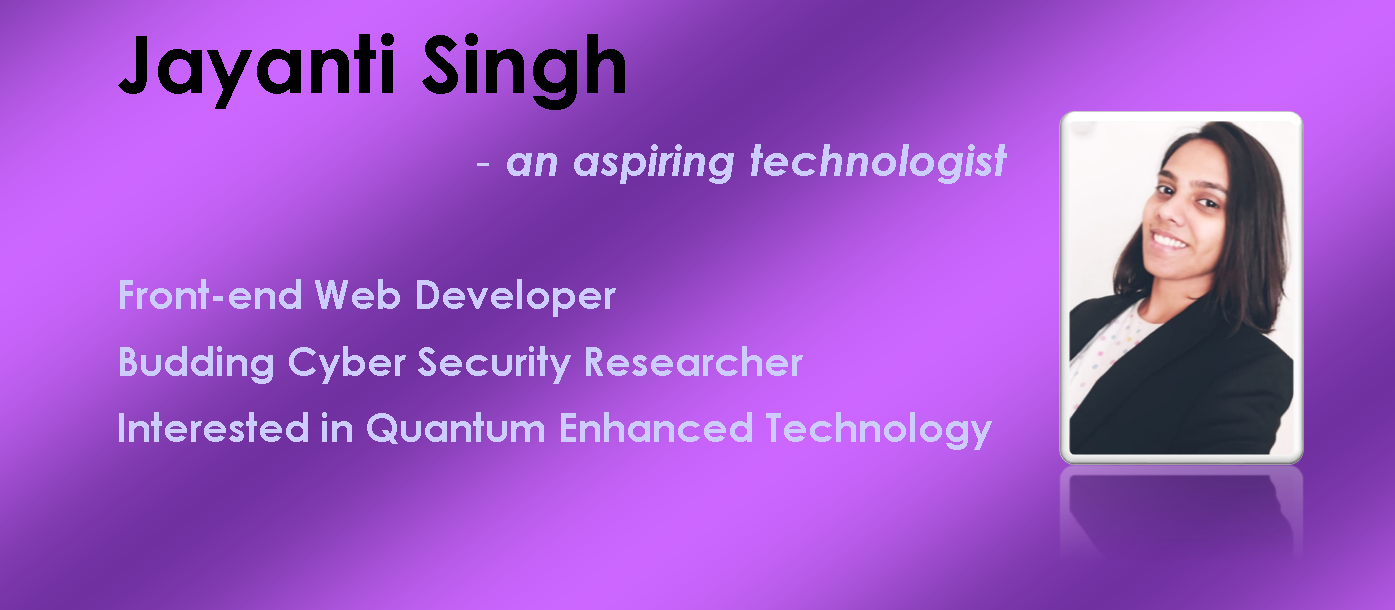 Jayanti Singh
- an aspiring technologist
Front-end Web Developer
Budding Cyber Security Researcher
Interested in Quantum Enhanced Technology